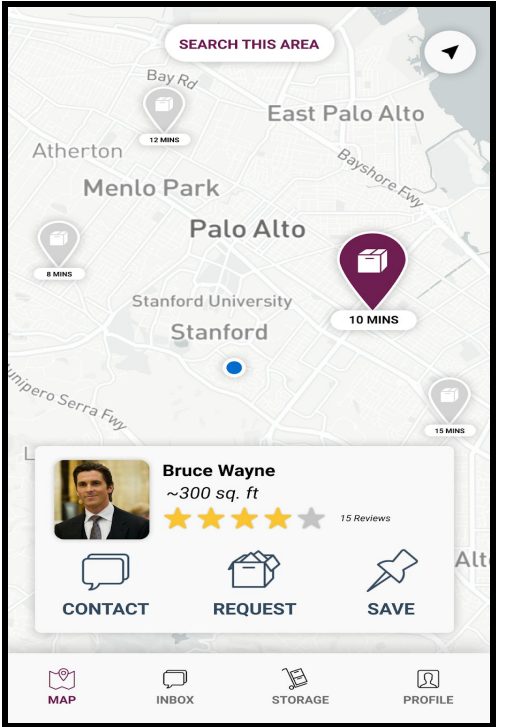 SEARCH THIS AREA
Bay Rd
East Palo Alto
12 MINS
Atherton
Bayshore Fwy
Menlo Park
Palo Alto
8 MINS
Stanford University
10 MINS
Stanford
Junipero Serra Fwy
15 MINS
L
Bruce Wayne
~300 sq. ft
15 Reviews
Alt
CONTACT
REQUEST
SAVE
MAP
INBOX
STORAGE
PROFILE